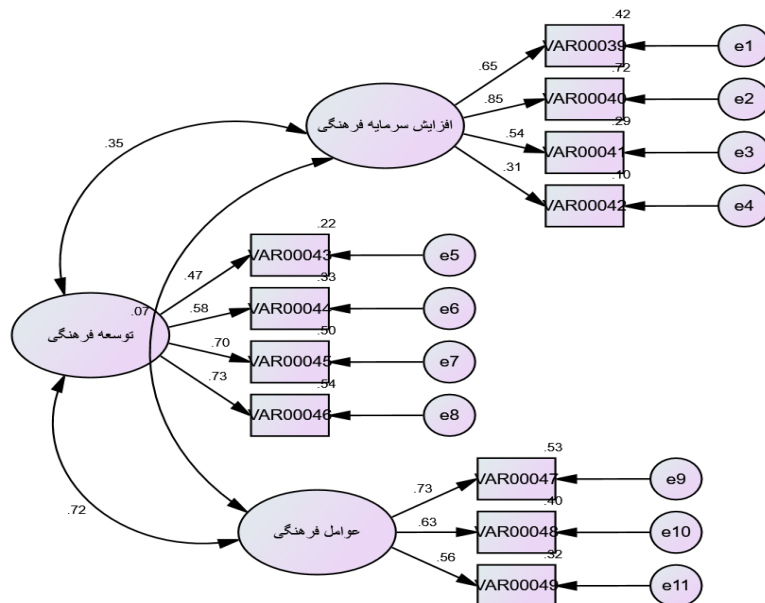 .42
VAR00039
e1
.65
.72
VAR00040
e2
.85
.29
افزایش سرمایه فرهنگی
VAR00041
e3
.54
.35
.10
.31
VAR00042
e4
.22
VAR00043
e5
.47
.33
VAR00044
e6
.07
.58
.50
توسعه فرهنگی
VAR00045
e7
.70
.54
.73
VAR00046
e8
.53
VAR00047
e9
.73
.40
.72
عوامل فرهنگی
.63
VAR00048
e10
.32
.56
VAR00049
e11